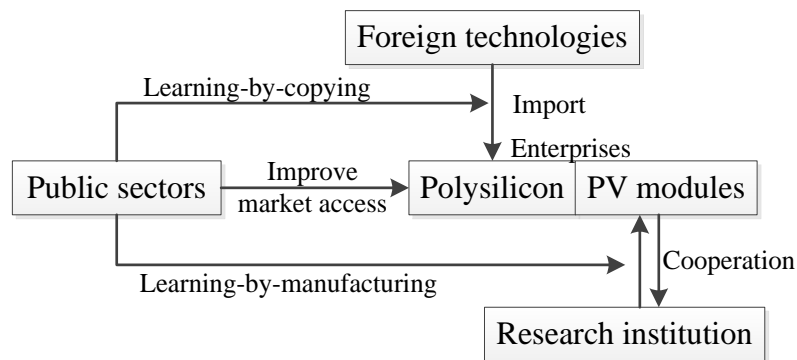 Foreign technologies
Learning-by-copying
Import
Enterprises
Public sectors
Improve
market access
Polysilicon
PV modules
Cooperation
Learning-by-manufacturing
Research institution